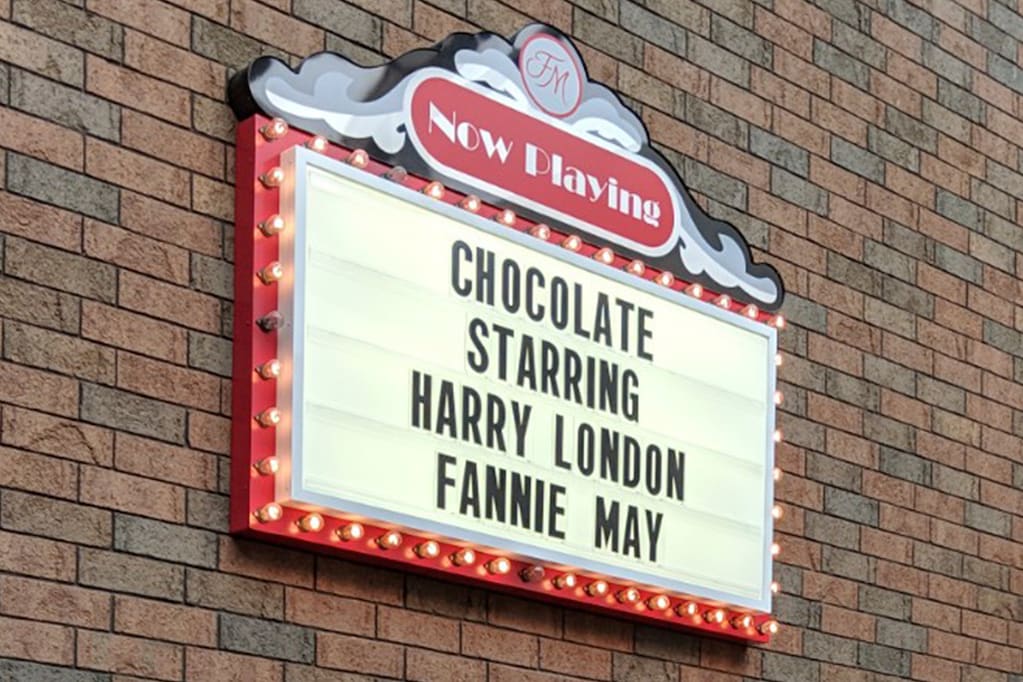 FM
Now Playing
CHOCOLATE
STARRING
HARRY LONDON
FANNIE MAY